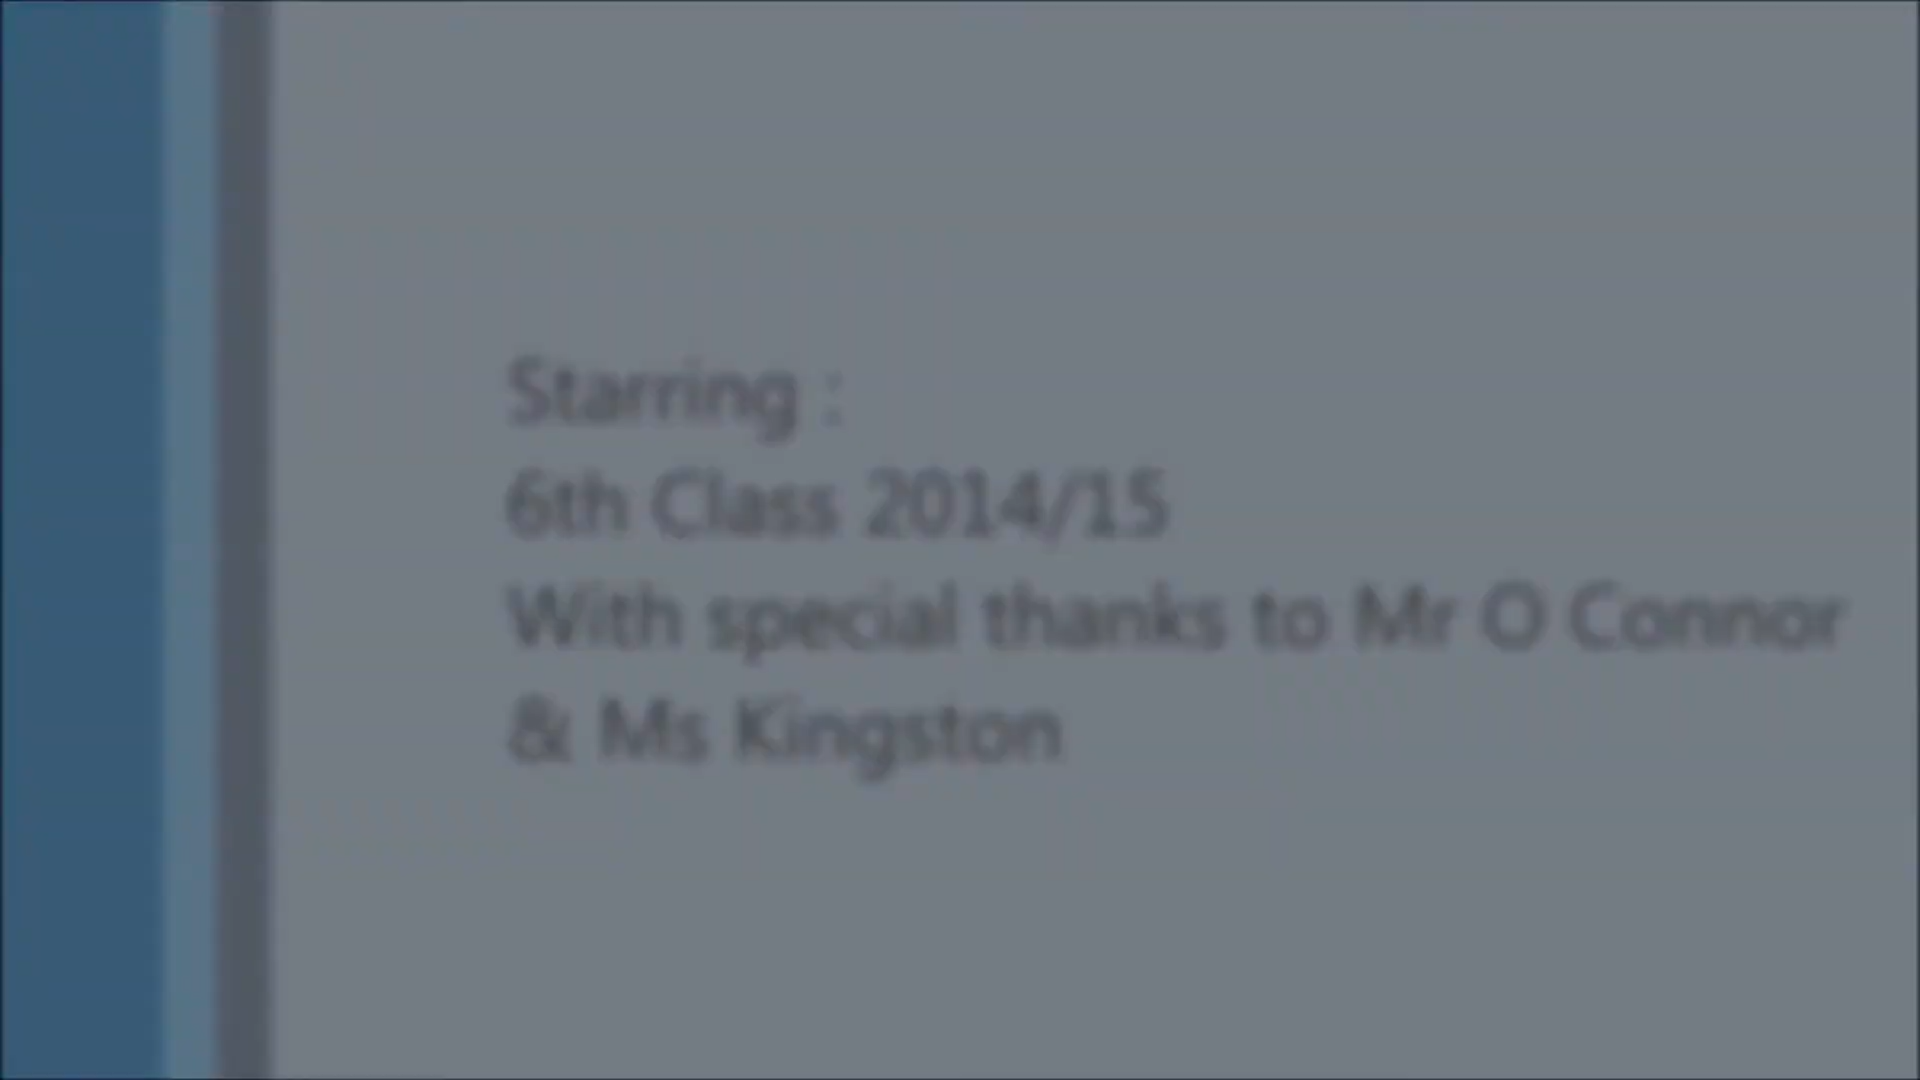 Starring :
6th Class 2014/15
With special thanks to Mr O Connor
& Ms Kingston